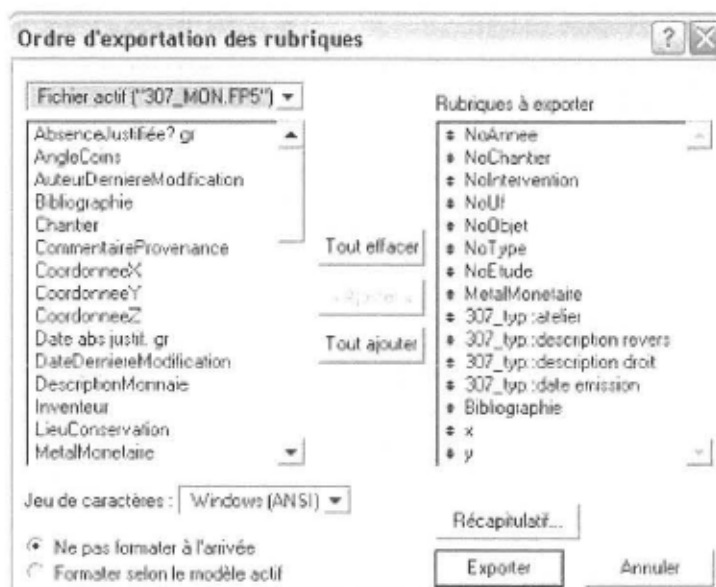 Ordre d'exportation des rubriques
Fichier actif ("307_MON.FP5")
AbsenceJustifiée? gr
AngleCoins
AuteurDerniereModification
Bibliographie
Chantier
CommentaireProvenance
CoordonneeX
CoordonneeY
CoordonneeZ
Date abs justif. gr
DateDerniereModification
DescriptionMonnaie
Inventeur
LieuConservation
MetalMonetaire
Tout effacer
» Ajouter »
Tout ajouter
Rubriques à exporter
NoAnnee
NoChantier
NoIntervention
NoUf
NoObjet
NoType
NoEtude
MetalMonetaire
307_typ::atelier
307_typ::description revers
307_typ::description droit
307_typ::date emission
Bibliographie
x
y
Jeu de caractères : Windows (ANSI)
Ne pas formater à l'arrivée
Formater selon le modèle actif
Récapitulatif...
Exporter
Annuler